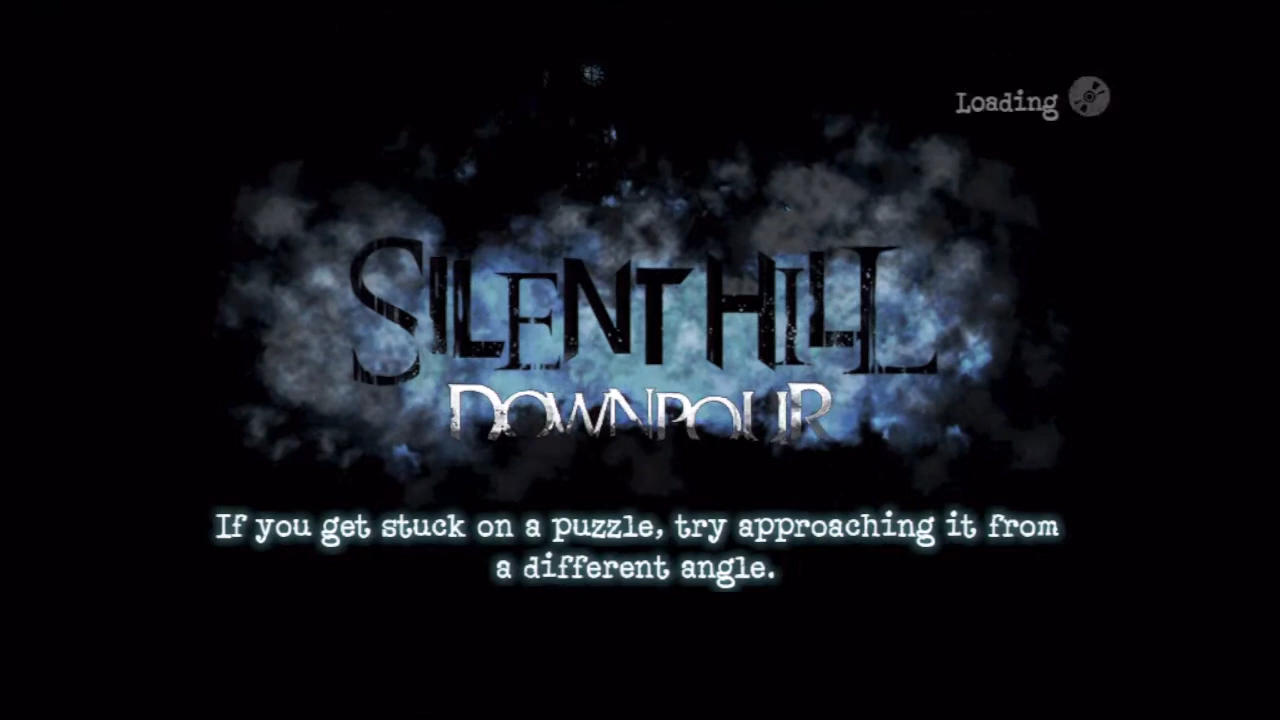 Loading
SILENT HILL
DOWNPOUR
If you get stuck on a puzzle, try approaching it from
a different angle.